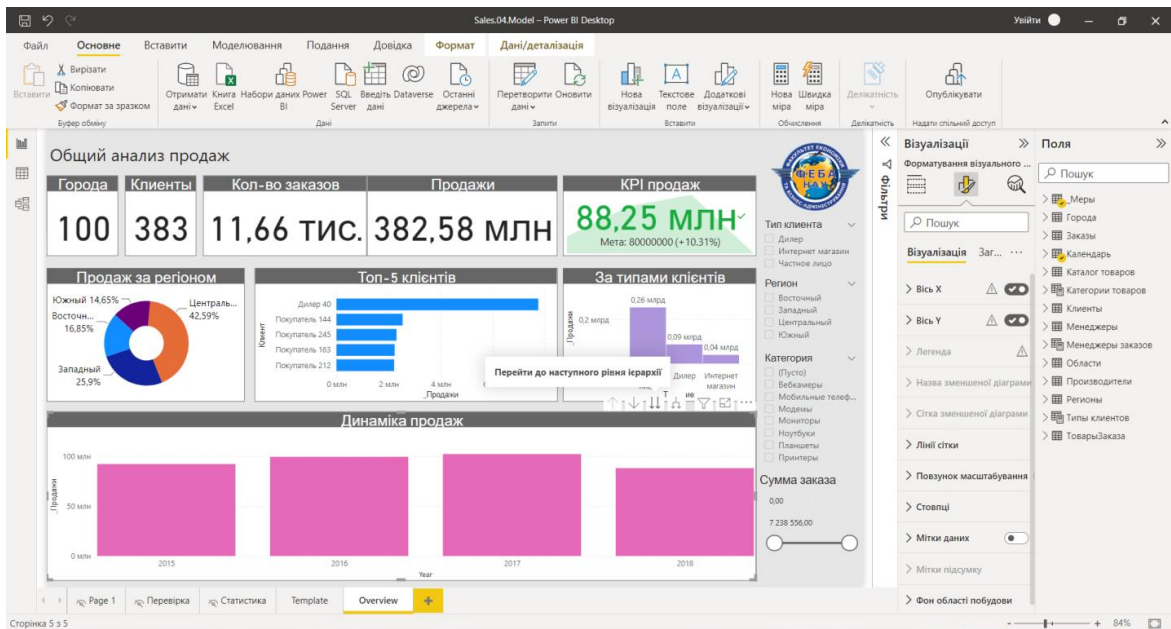 Sales.04.Model – Power BI Desktop
Увійти
Файл Основне Вставити Моделювання Подання Довідка Формат Дані/деталізація
Вставити
Вирізати
Копіювати
Формат за зразком
Буфер обміну
Отримати дані
Книга Excel
Набори даних Power BI
SQL Server
Введіть дані
Dataverse
Останні джерела
Дані
Перетворити дані
Оновити
Запити
Нова візуалізація
Текстове поле
Додаткові візуалізації
Вставити
Нова міра
Швидка міра
Обчислення
Делікатність
Делікатність
Опублікувати
Надати спільний доступ
Общий анализ продаж
Города
100
Клиенты
383
Кол-во заказов
11,66 тис.
Продажи
382,58 млн
KPI продаж
88,25 млн
Мета: 80000000 (+10.31%)
ФЕБА
НАУ
Продаж за регіоном
Южный 14,65%
Централь...
42,59%
Восточн...
16,85%
Западный
25,9%
Топ-5 клієнтів
Клиент
Дилер 40
Покупатель 144
Покупатель 245
Покупатель 163
Покупатель 212
0 млн 2 млн 4 млн
_Продажи
За типами клієнтів
_Продажи
0,26 млрд
0,2 млрд
0,09 млрд
0,04 млрд
Дилер
Интернет магазин
Перейти до наступного рівня ієрархії
Динаміка продаж
_Продажи
100 млн
50 млн
0 млн
2015 2016 2017 2018
Year
Тип клиента
Дилер
Интернет магазин
Частное лицо
Регион
Восточный
Западный
Центральный
Южный
Категория
(Пусто)
Вебкамеры
Мобильные телеф...
Модемы
Мониторы
Ноутбуки
Планшеты
Принтеры
Сумма заказа
0,00
7 238 556,00
Фільтри
Візуалізації
Форматування візуального ...
Пошук
Візуалізація Заг... ...
Вісь X
Вісь Y
Легенда
Назва зменшеної діаграми
Сітка зменшеної діаграми
Лінії сітки
Повзунок масштабування
Стовпці
Мітки даних
Мітки підсумку
Фон області побудови
Поля
Пошук
_Меры
Города
Заказы
Календарь
Каталог товаров
Категории товаров
Клиенты
Менеджеры
Менеджеры заказов
Области
Производители
Регионы
Типы клиентов
ТоварыЗаказа
Page 1 Перевірка Статистика Template Overview +
Сторінка 5 з 5
84%